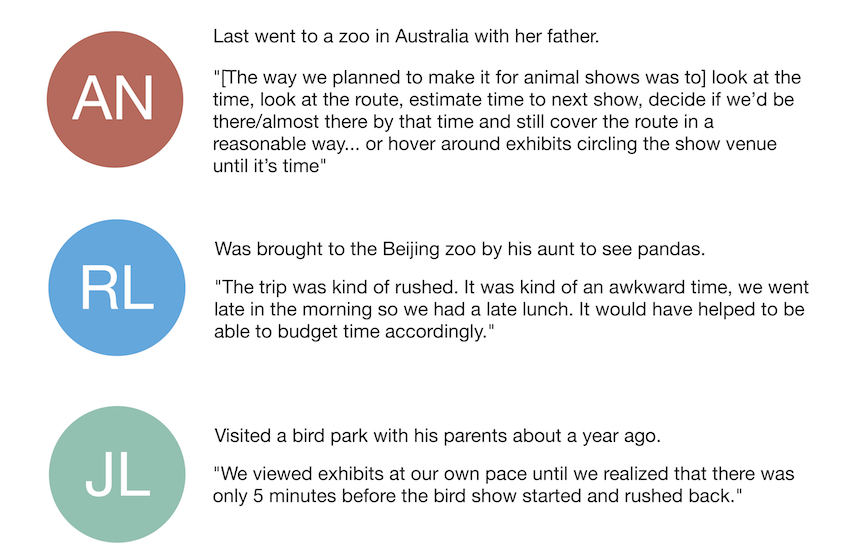 AN
Last went to a zoo in Australia with her father.
"[The way we planned to make it for animal shows was to] look at the
time, look at the route, estimate time to next show, decide if we’d be
there/almost there by that time and still cover the route in a
reasonable way... or hover around exhibits circling the show venue
until it’s time"
RL
Was brought to the Beijing zoo by his aunt to see pandas.
"The trip was kind of rushed. It was kind of an awkward time, we went
late in the morning so we had a late lunch. It would have helped to be
able to budget time accordingly."
JL
Visited a bird park with his parents about a year ago.
"We viewed exhibits at our own pace until we realized that there was
only 5 minutes before the bird show started and rushed back."